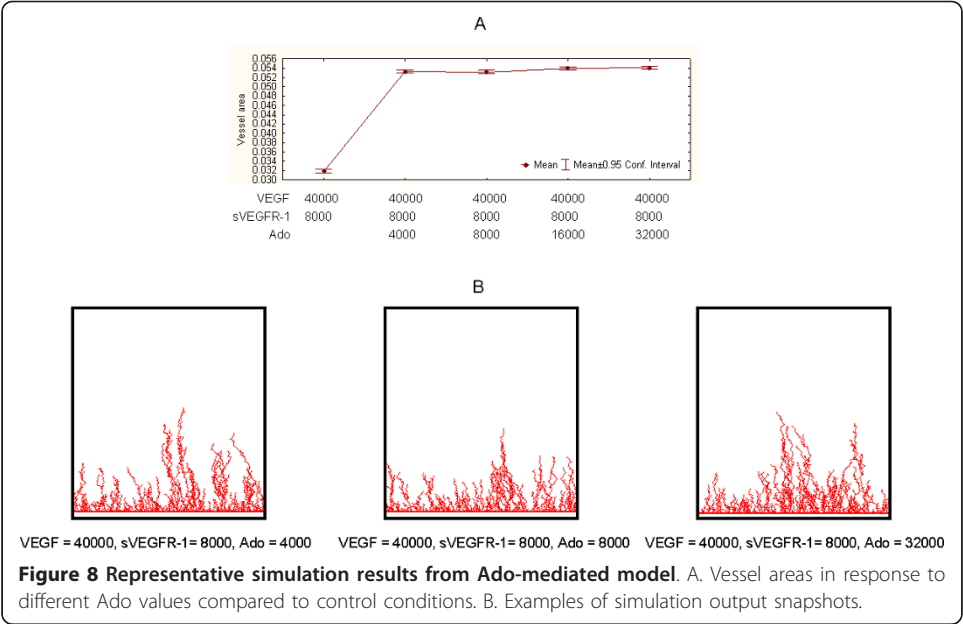 A
0.056
0.054
0.052
0.050
0.048
0.046
0.044
0.042
0.040
0.038
0.036
0.034
0.032
0.030
Vessel area
Mean Mean±0.95 Conf. Interval
VEGF 40000 40000 40000 40000 40000
sVEGFR-1 8000 8000 8000 8000 8000
Ado 4000 8000 16000 32000
B
VEGF = 40000, sVEGFR-1= 8000, Ado = 4000 VEGF = 40000, sVEGFR-1= 8000, Ado = 8000 VEGF = 40000, sVEGFR-1= 8000, Ado = 32000
Figure 8 Representative simulation results from Ado-mediated model. A. Vessel areas in response to
different Ado values compared to control conditions. B. Examples of simulation output snapshots.